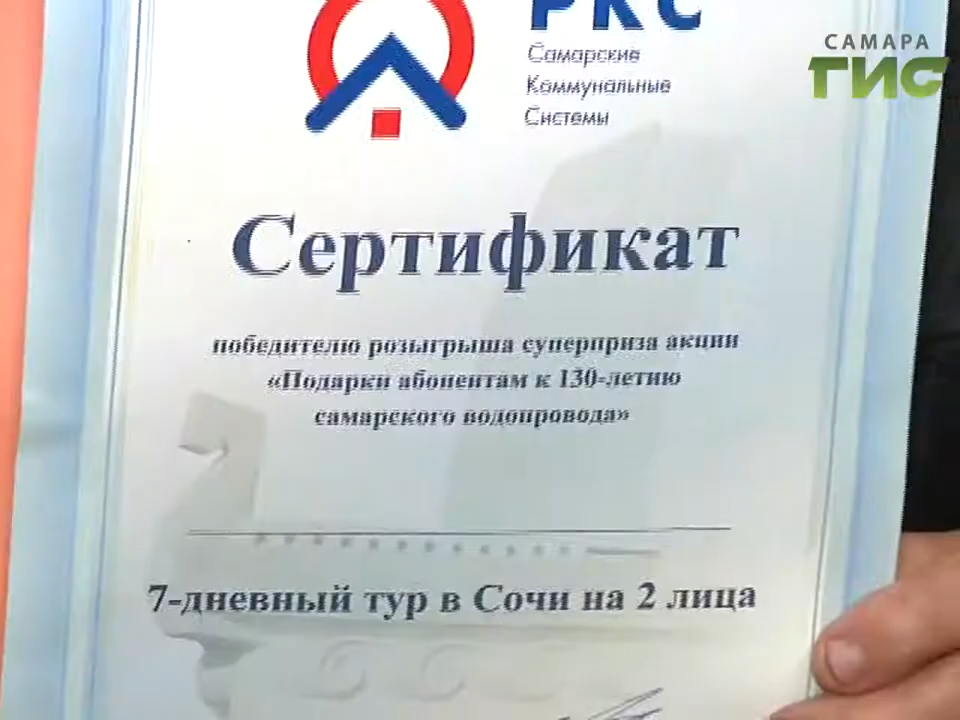 РКС
САМАРА
ГИС
Самарские
Коммунальные
Системы
Сертификат
победителю розыгрыша суперприза акции
«Подарки абонентам к 130-летию
самарского водопровода»
7-дневный тур в Сочи на 2 лица